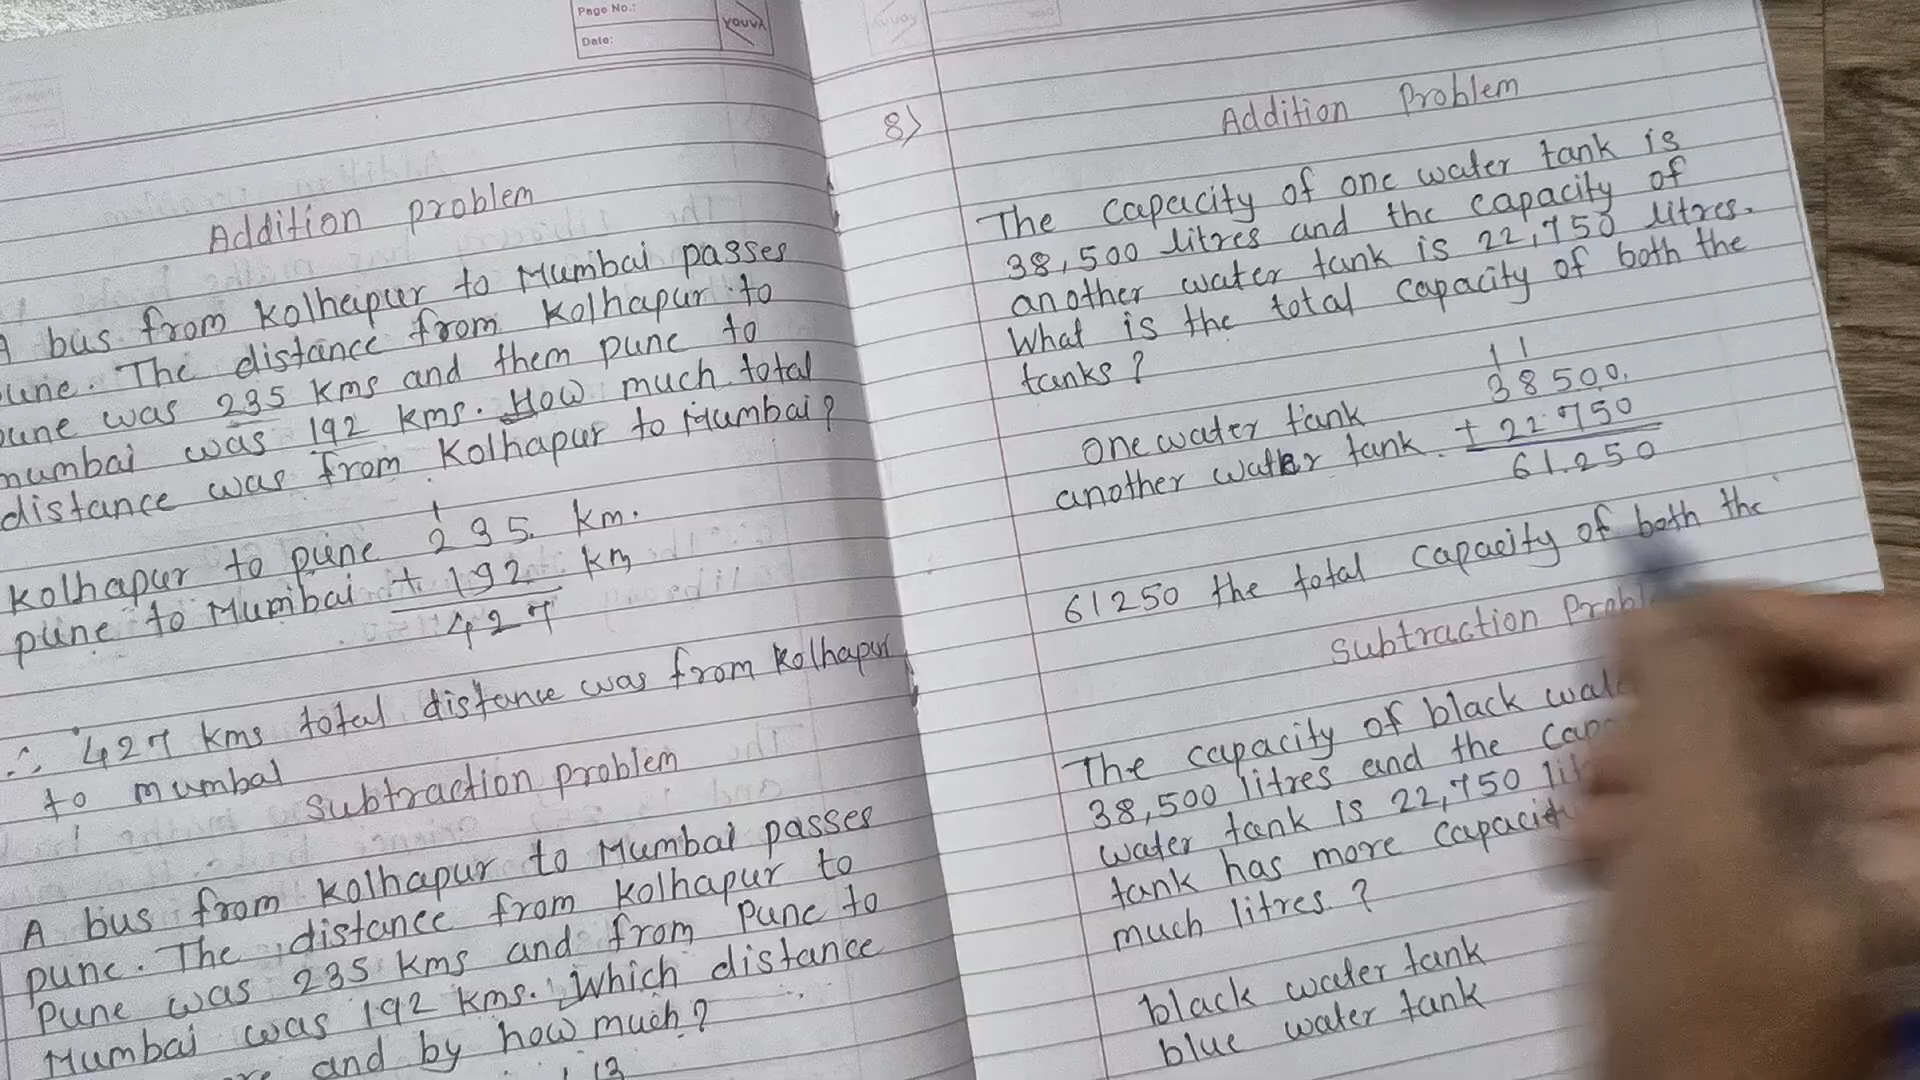 Page No.:
Date:
YOUVA
Addition problem
A bus from Kolhapur to Mumbai passes
pune. The distance from Kolhapur to
pune was 235 kms and them pune to
mumbai was 192 kms. How much total
distance was from Kolhapur to Mumbai?
1
Kolhapur to pune 235 km.
pune to Mumbai + 192 km
427
∴ 427 kms total distance was from Kolhapur
to mumbai
Subtraction problem
A bus from Kolhapur to Mumbai passes
pune. The distance from Kolhapur to
Pune was 235 kms and from Pune to
Mumbai was 192 kms. Which distance
and by how much?
13
8)
Addition Problem
The capacity of one water tank is
38,500 litres and the capacity of
another water tank is 22,750 litres.
What is the total capacity of both the
tanks?
1 1
one water tank 38500
another water tank + 22750
61250
61250 the total capacity of both the
Subtraction
The capacity of black
38,500 litres and the
water tank is 22,750
tank has more
much litres?
black water tank
blue water tank